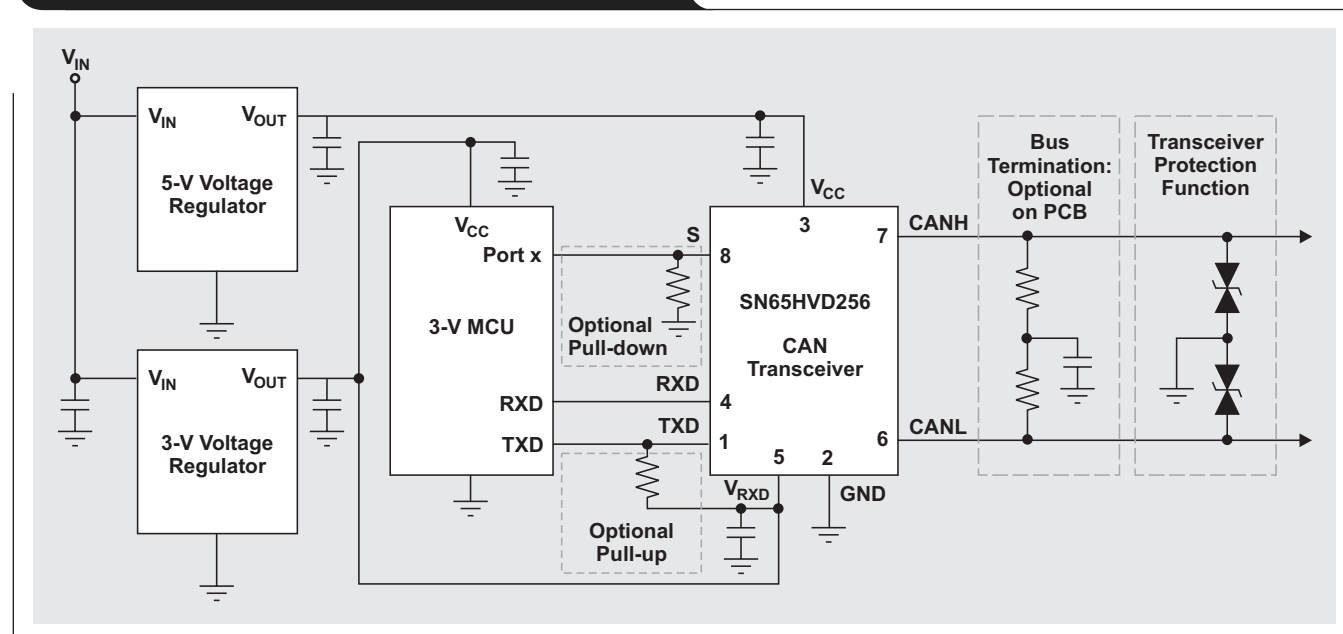 VIN
VIN
VOUT
5-V Voltage
Regulator
VIN
VOUT
3-V Voltage
Regulator
VCC
Port x
3-V MCU
RXD
TXD
S
Optional
Pull-down
RXD
TXD
Optional
Pull-up
VRXD
VCC
3
8
7
SN65HVD256
CAN
Transceiver
4
1
6
5
2
GND
CANH
CANL
Bus
Termination:
Optional
on PCB
Transceiver
Protection
Function